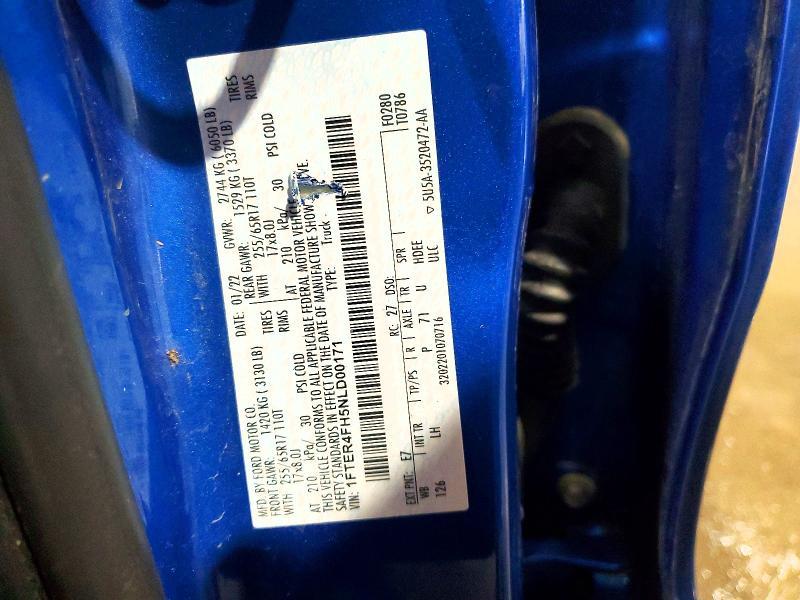 MFD. BY FORD MOTOR CO.
DATE: 01/22 GVWR: 2744 KG ( 6050 LB)
FRONT GAWR: 1420 KG ( 3130 LB) REAR GAWR: 1529 KG ( 3370 LB)
WITH 255/65R17 110T TIRES WITH 255/65R17 110T TIRES
17x8.0J RIMS 17x8.0J RIMS
AT 210 kPa/ 30 PSI COLD AT 210 kPa/ 30 PSI COLD
THIS VEHICLE CONFORMS TO ALL APPLICABLE FEDERAL MOTOR VEHICLE
SAFETY STANDARDS IN EFFECT ON THE DATE OF MANUFACTURE SHOWN
VIN: 1FTER4FH5NLD00171 TYPE: Truck
F0280
T0786
EXT PNT: E7 RC: 27 DSO:
WB INT TR TP/PS R AXLE TR SPR
126 LH P 71 U HDEE
ULC
3202201070716 ▽ 5U5A-3520472-AA